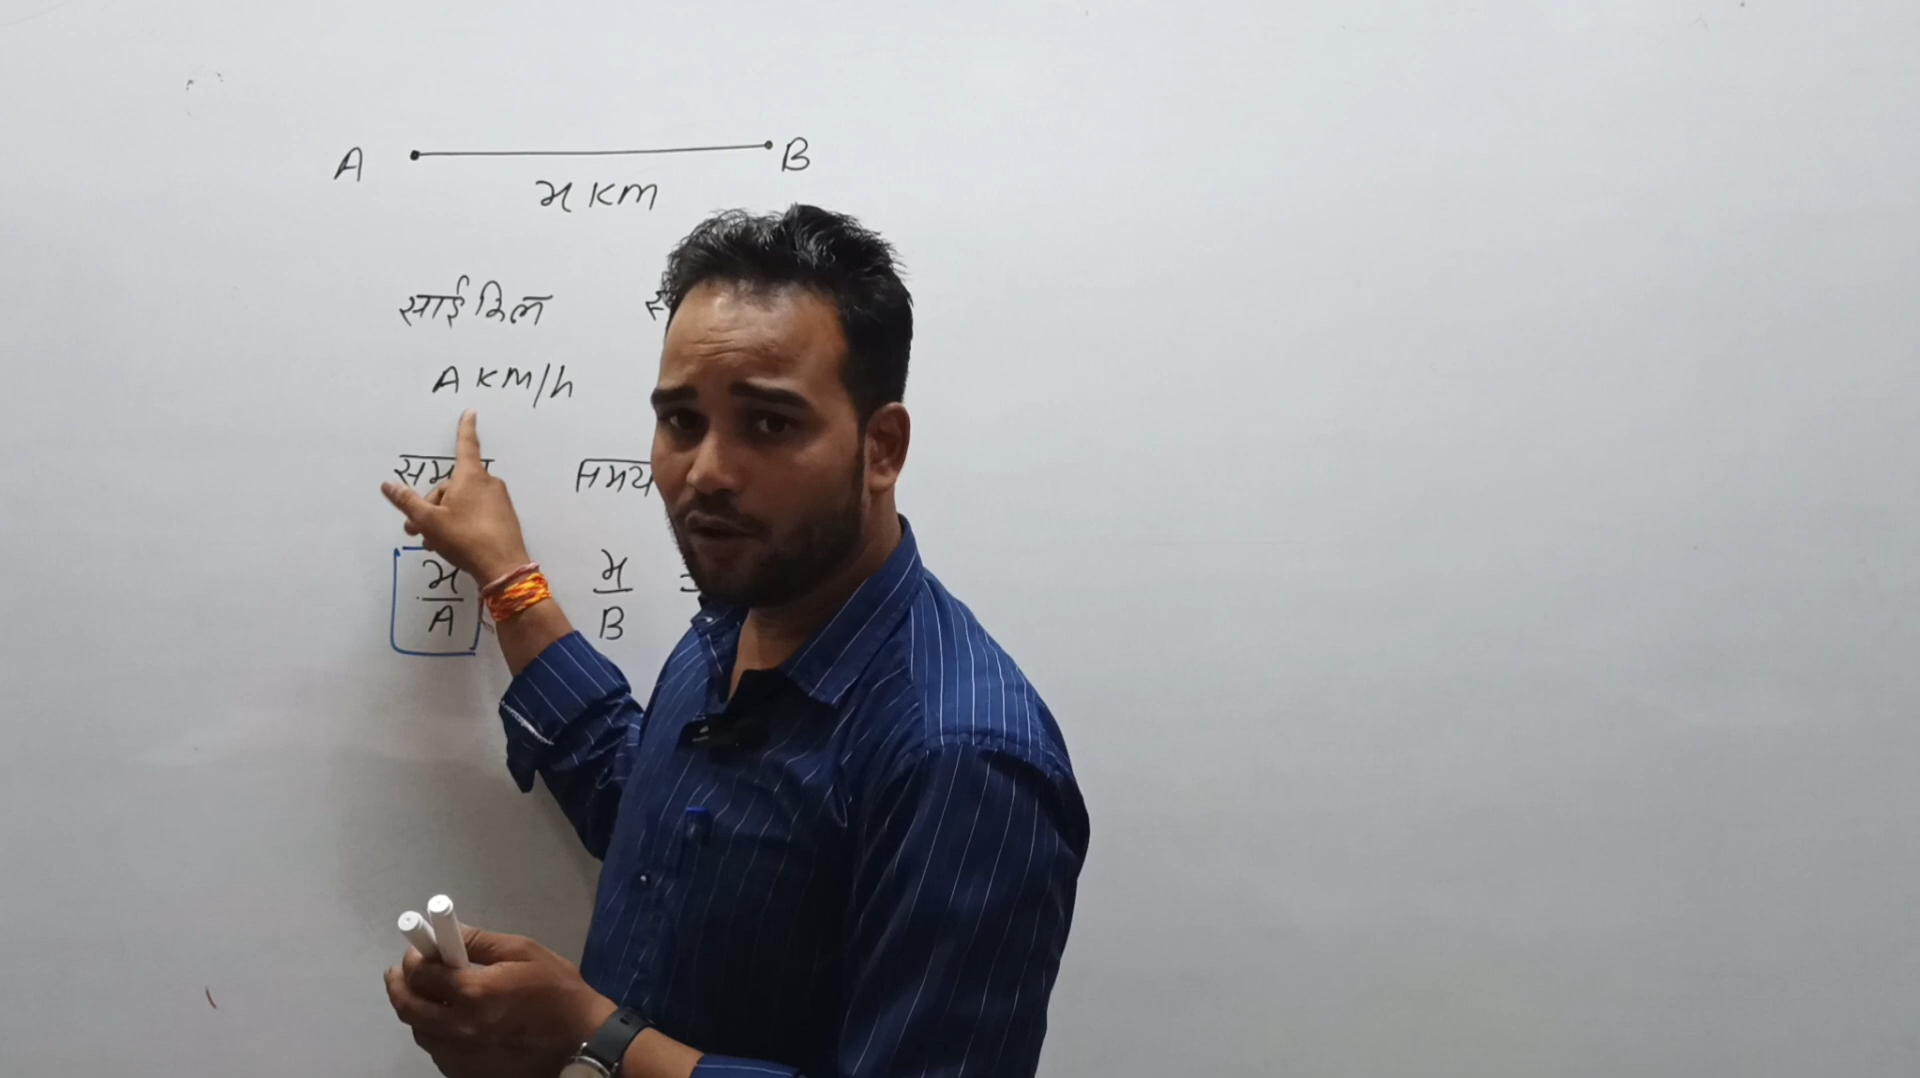 A B
x KM
साईकिल
A KM/h
समय समय
x/A x/B =